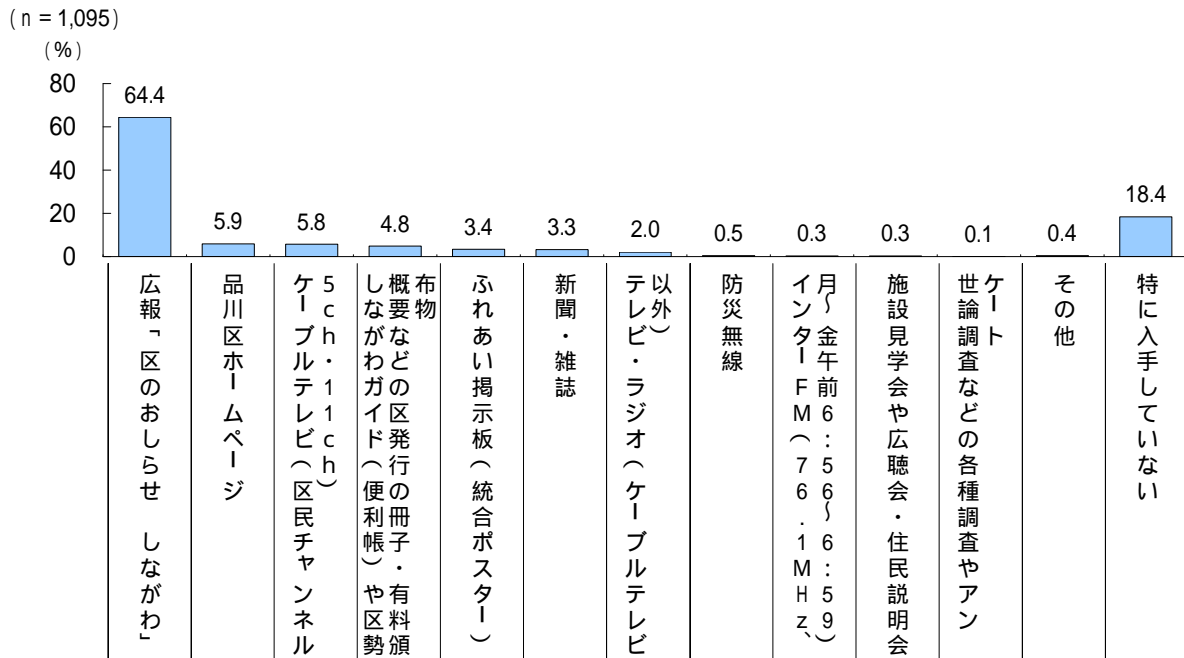 (n=1,095)
(%)
80
60
40
20
0
64.4
5.9
5.8
4.8
3.4
3.3
2.0
0.5
0.3
0.3
0.1
0.4
18.4
広報「区のおしらせ しながわ」
品川区ホームページ
ケーブルテレビ(区民チャンネル
5ch・11ch)
しながわガイド(便利帳)や区勢
概要などの区発行の冊子・有料頒
布物
ふれあい掲示板(統合ポスター)
新聞・雑誌
テレビ・ラジオ(ケーブルテレビ
以外)
防災無線
インターFM(76.1MHz、
月~金午前6:56~6:59)
施設見学会や広聴会・住民説明会
世論調査などの各種調査やアン
ケート
その他
特に入手していない